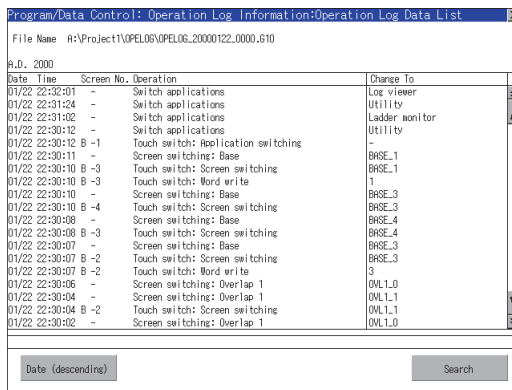 Program/Data Control: Operation Log Information:Operation Log Data List
File Name A:\Project1\OPELOG\OPELOG_20000122_0000.G10
A.D. 2000
Date Time Screen No. Operation Change To
01/22 22:32:01 - Switch applications Log viewer
01/22 22:31:24 - Switch applications Utility
01/22 22:31:02 - Switch applications Ladder monitor
01/22 22:30:12 - Switch applications Utility
01/22 22:30:12 B -1 Touch switch: Application switching -
01/22 22:30:11 - Screen switching: Base BASE_1
01/22 22:30:10 B -3 Touch switch: Screen switching BASE_1
01/22 22:30:10 B -3 Touch switch: Word write 1
01/22 22:30:10 - Screen switching: Base BASE_3
01/22 22:30:10 B -4 Touch switch: Screen switching BASE_3
01/22 22:30:08 - Screen switching: Base BASE_4
01/22 22:30:08 B -3 Touch switch: Screen switching BASE_4
01/22 22:30:07 - Screen switching: Base BASE_3
01/22 22:30:07 B -2 Touch switch: Screen switching BASE_3
01/22 22:30:07 B -2 Touch switch: Word write 3
01/22 22:30:06 - Screen switching: Overlap 1 OVL1_0
01/22 22:30:04 - Screen switching: Overlap 1 OVL1_1
01/22 22:30:04 B -2 Touch switch: Screen switching OVL1_1
01/22 22:30:02 - Screen switching: Overlap 1 OVL1_0
Date (descending) Search